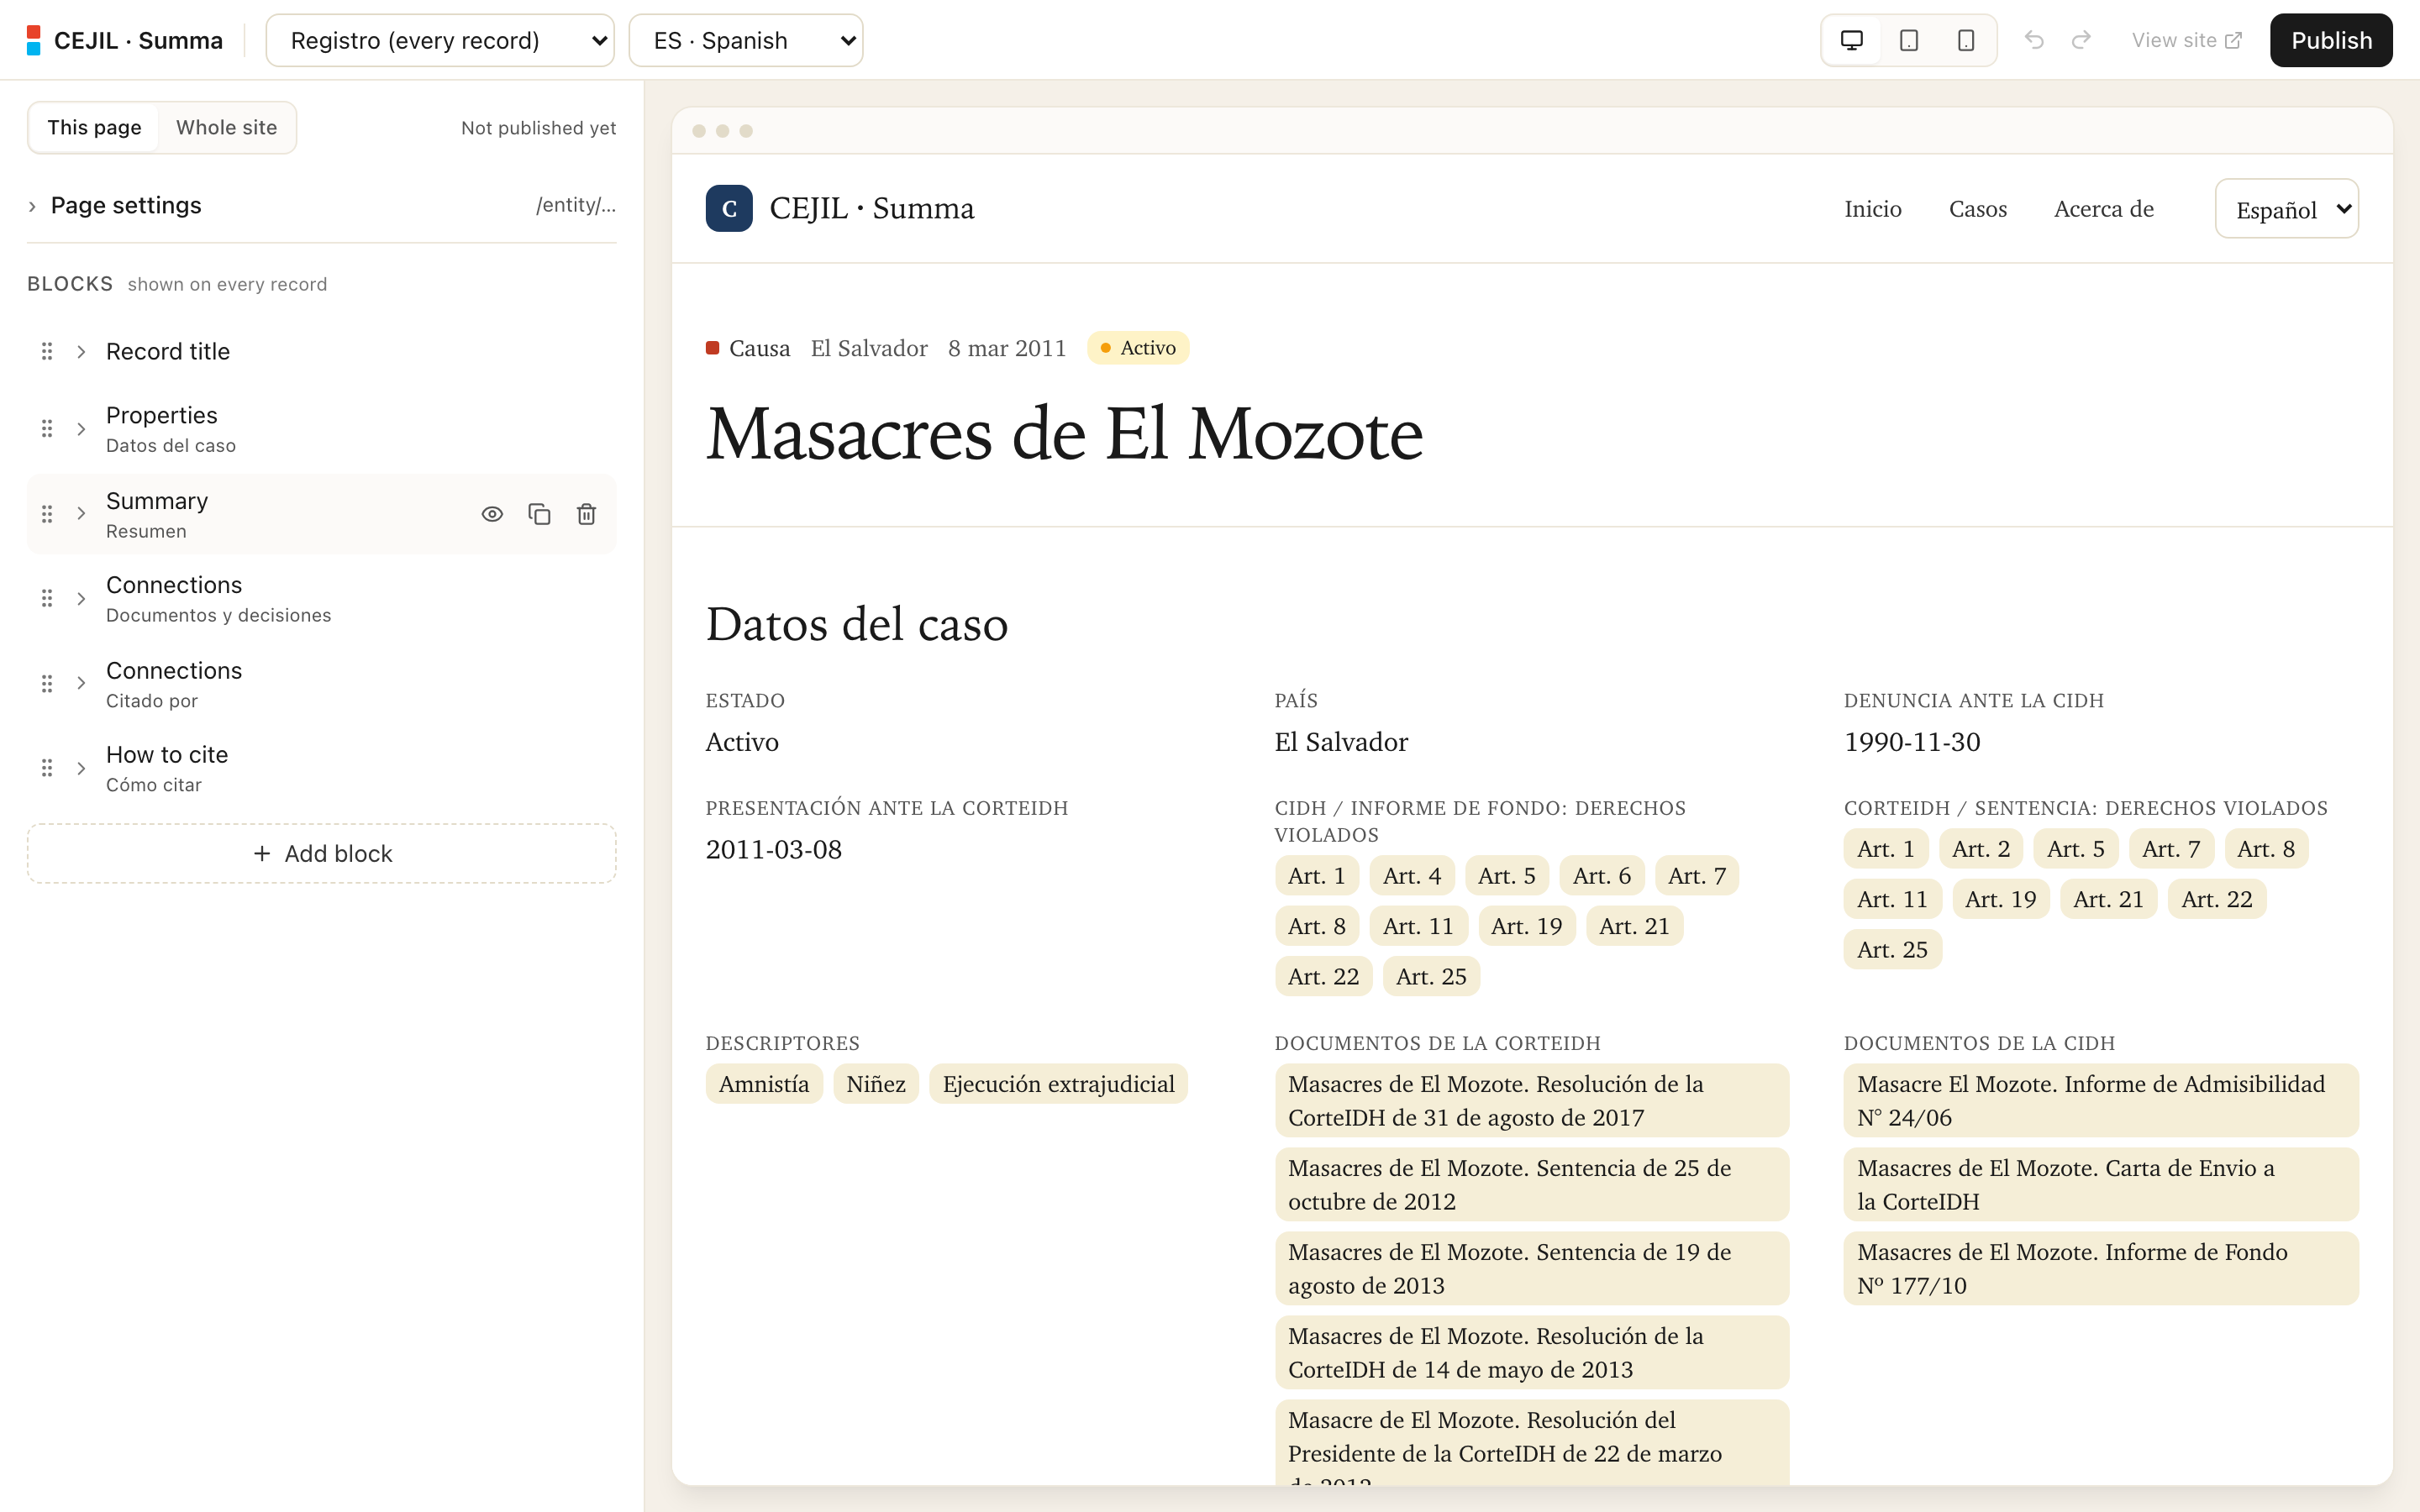 CEJIL · Summa
Registro (every record)
ES · Spanish
View site
Publish
This page
Whole site
Not published yet
Page settings
/entity/...
BLOCKS shown on every record
Record title
Properties
Datos del caso
Summary
Resumen
Connections
Documentos y decisiones
Connections
Citado por
How to cite
Cómo citar
+ Add block
C
CEJIL · Summa
Inicio
Casos
Acerca de
Español
Causa El Salvador 8 mar 2011 Activo
Masacres de El Mozote
Datos del caso
ESTADO
Activo
PAÍS
El Salvador
DENUNCIA ANTE LA CIDH
1990-11-30
PRESENTACIÓN ANTE LA CORTEIDH
2011-03-08
CIDH / INFORME DE FONDO: DERECHOS
VIOLADOS
Art. 1 Art. 4 Art. 5 Art. 6 Art. 7
Art. 8 Art. 11 Art. 19 Art. 21
Art. 22 Art. 25
CORTEIDH / SENTENCIA: DERECHOS VIOLADOS
Art. 1 Art. 2 Art. 5 Art. 7 Art. 8
Art. 11 Art. 19 Art. 21 Art. 22
Art. 25
DESCRIPTORES
Amnistía Niñez Ejecución extrajudicial
DOCUMENTOS DE LA CORTEIDH
Masacres de El Mozote. Resolución de la
CorteIDH de 31 de agosto de 2017
Masacres de El Mozote. Sentencia de 25 de
octubre de 2012
Masacres de El Mozote. Sentencia de 19 de
agosto de 2013
Masacres de El Mozote. Resolución de la
CorteIDH de 14 de mayo de 2013
Masacre de El Mozote. Resolución del
Presidente de la CorteIDH de 22 de marzo
DOCUMENTOS DE LA CIDH
Masacre El Mozote. Informe de Admisibilidad
N° 24/06
Masacres de El Mozote. Carta de Envio a
la CorteIDH
Masacres de El Mozote. Informe de Fondo
Nº 177/10